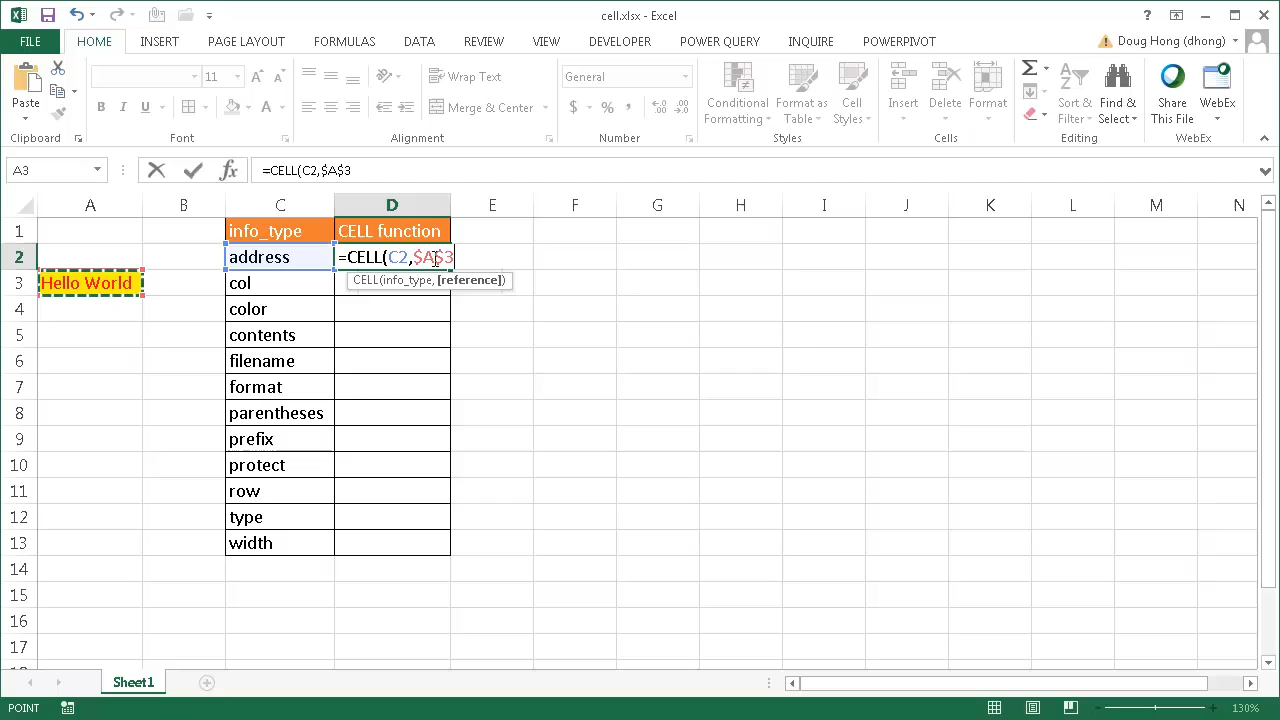 cell.xlsx - Excel
FILE HOME INSERT PAGE LAYOUT FORMULAS DATA REVIEW VIEW DEVELOPER POWER QUERY INQUIRE POWERPIVOT Doug Hong (dhong)
Paste
Clipboard
11
B I U A
Font
Wrap Text
Merge & Center
Alignment
General
$ % ,
Number
Conditional Formatting
Format as Table
Cell Styles
Styles
Insert Delete Format
Cells
Sort & Filter
Find & Select
Editing
Share This File
WebEx
WebEx
A3 fx =CELL(C2,$A$3
A B C D E F G H I J K L M N
1 info_type CELL function
2 address =CELL(C2,$A$3
CELL(info_type, [reference])
3 Hello World col
4 color
5 contents
6 filename
7 format
8 parentheses
9 prefix
10 protect
11 row
12 type
13 width
14
15
16
17
Sheet1
POINT 130%